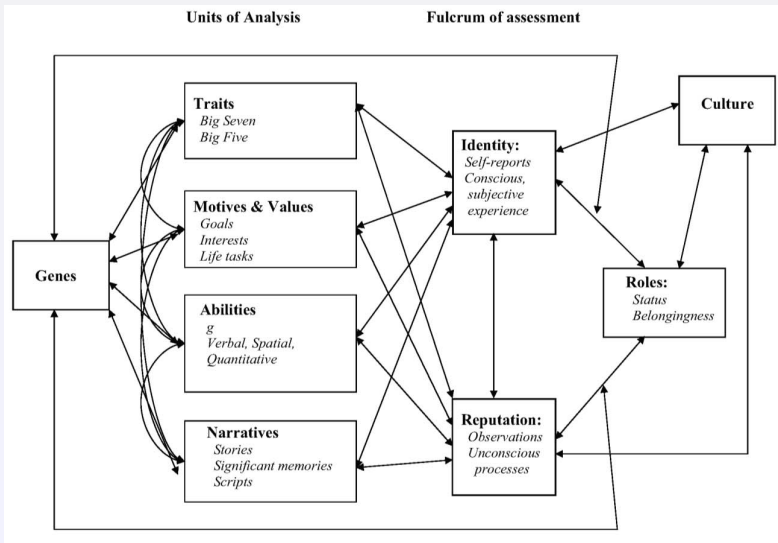 Units of Analysis
Fulcrum of assessment
Traits
Big Seven
Big Five
Motives & Values
Goals
Interests
Life tasks
Abilities
g
Verbal, Spatial,
Quantitative
Narratives
Stories
Significant memories
Scripts
Genes
Identity:
Self-reports
Conscious,
subjective
experience
Reputation:
Observations
Unconscious
processes
Culture
Roles:
Status
Belongingness